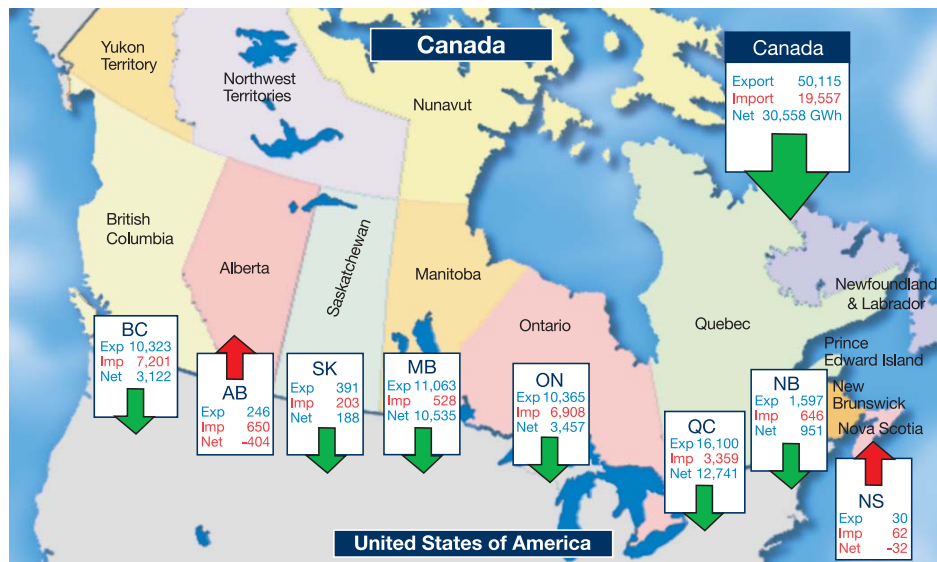 Canada
Canada
Export 50,115
Import 19,557
Net 30,558 GWh
Yukon
Territory
Northwest
Territories
Nunavut
British
Columbia
Alberta
Saskatchewan
Manitoba
Ontario
Quebec
Newfoundland
& Labrador
Prince
Edward Island
New
Brunswick
Nova Scotia
BC
Exp 10,323
Imp 7,201
Net 3,122
AB
Exp 246
Imp 650
Net -404
SK
Exp 391
Imp 203
Net 188
MB
Exp 11,063
Imp 528
Net 10,535
ON
Exp 10,365
Imp 6,908
Net 3,457
QC
Exp 16,100
Imp 3,359
Net 12,741
NB
Exp 1,597
Imp 646
Net 951
NS
Exp 30
Imp 62
Net -32
United States of America